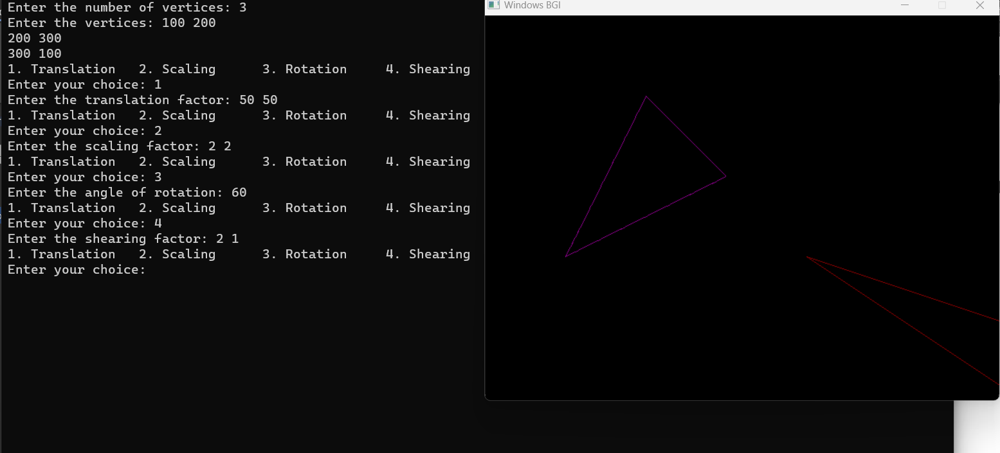 Enter the number of vertices: 3
Enter the vertices: 100 200
200 300
300 100
1. Translation   2. Scaling      3. Rotation     4. Shearing
Enter your choice: 1
Enter the translation factor: 50 50
1. Translation   2. Scaling      3. Rotation     4. Shearing
Enter your choice: 2
Enter the scaling factor: 2 2
1. Translation   2. Scaling      3. Rotation     4. Shearing
Enter your choice: 3
Enter the angle of rotation: 60
1. Translation   2. Scaling      3. Rotation     4. Shearing
Enter your choice: 4
Enter the shearing factor: 2 1
1. Translation   2. Scaling      3. Rotation     4. Shearing
Enter your choice:
Windows BGI